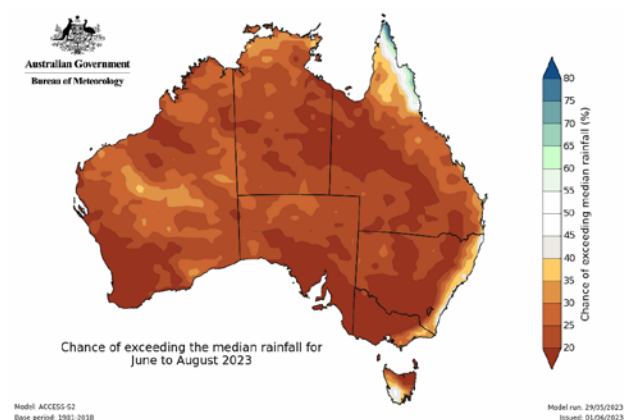 Australian Government
Bureau of Meteorology
80
75
70
65
60
55
50
45
40
35
30
25
20
Chance of exceeding median rainfall (%)
Chance of exceeding the median rainfall for
June to August 2023
Model: ACCESS-S2
Base period: 1981-2018
Model run: 29/05/2023
Issued: 01/06/2023